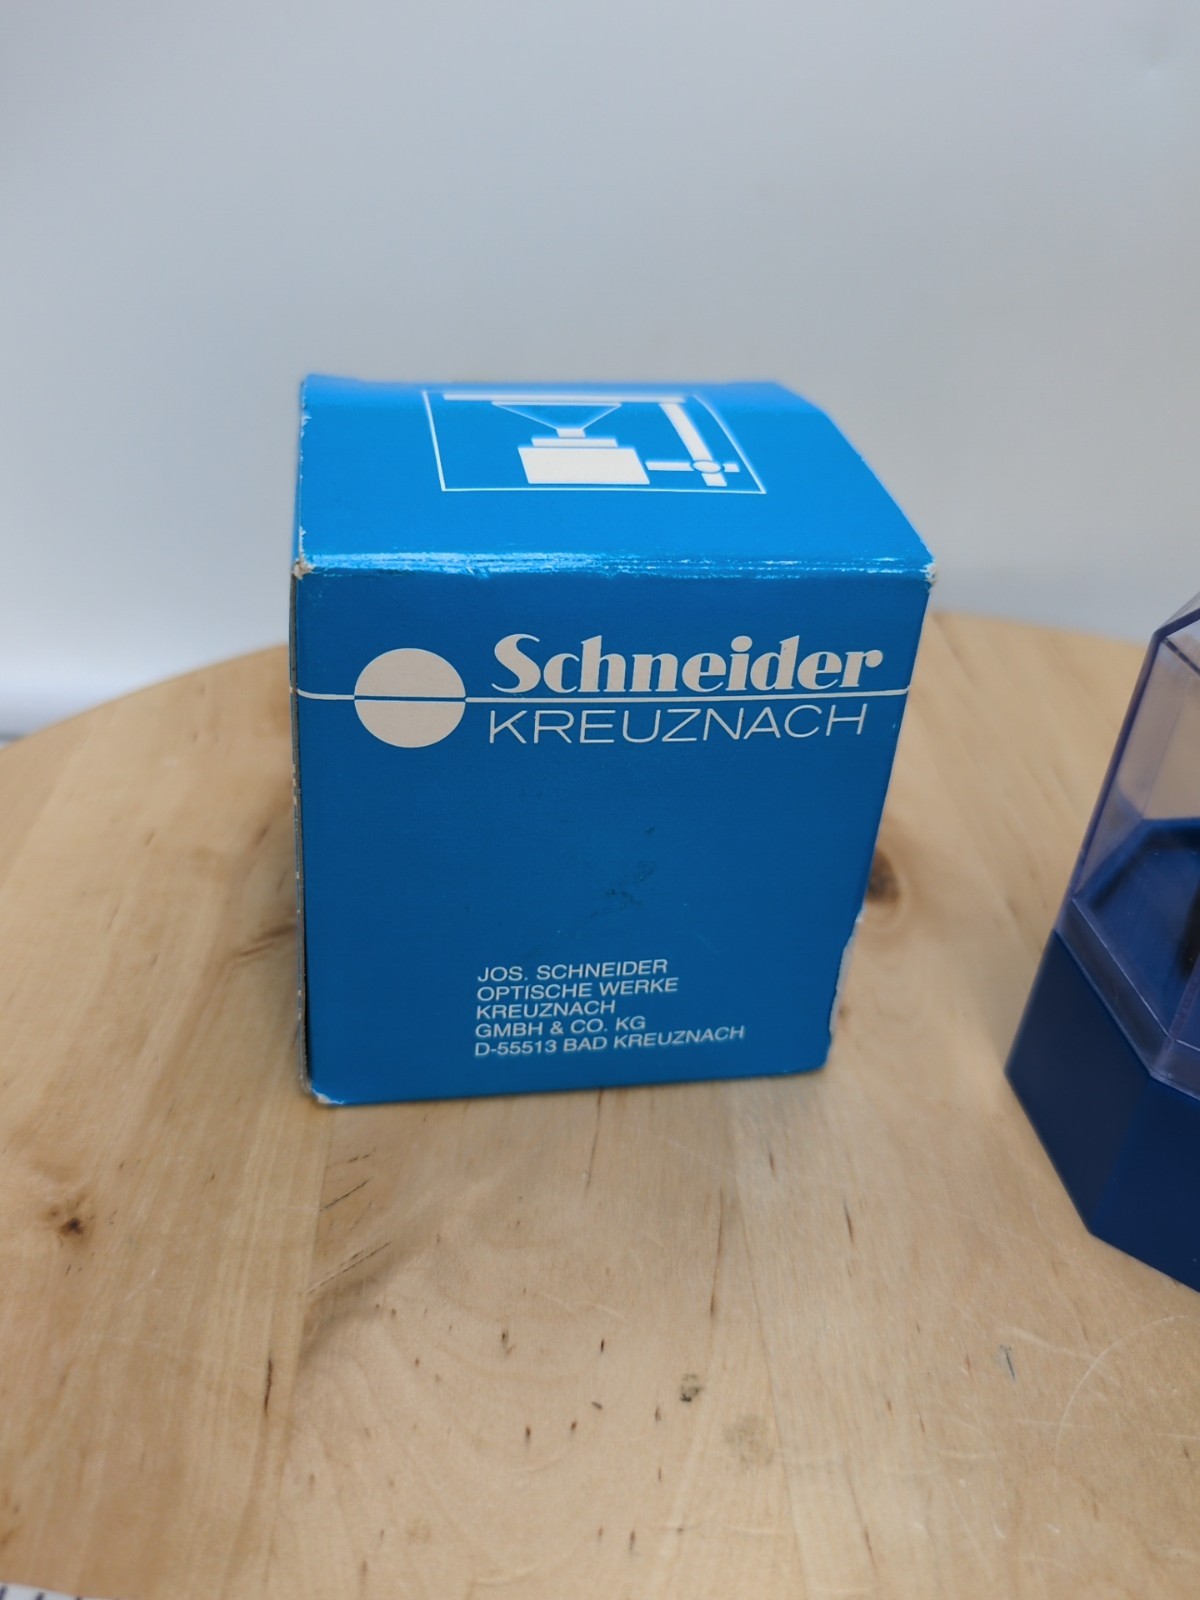 Schneider
KREUZNACH
JOS. SCHNEIDER
OPTISCHE WERKE
KREUZNACH
GMBH & CO. KG
D-55513 BAD KREUZNACH